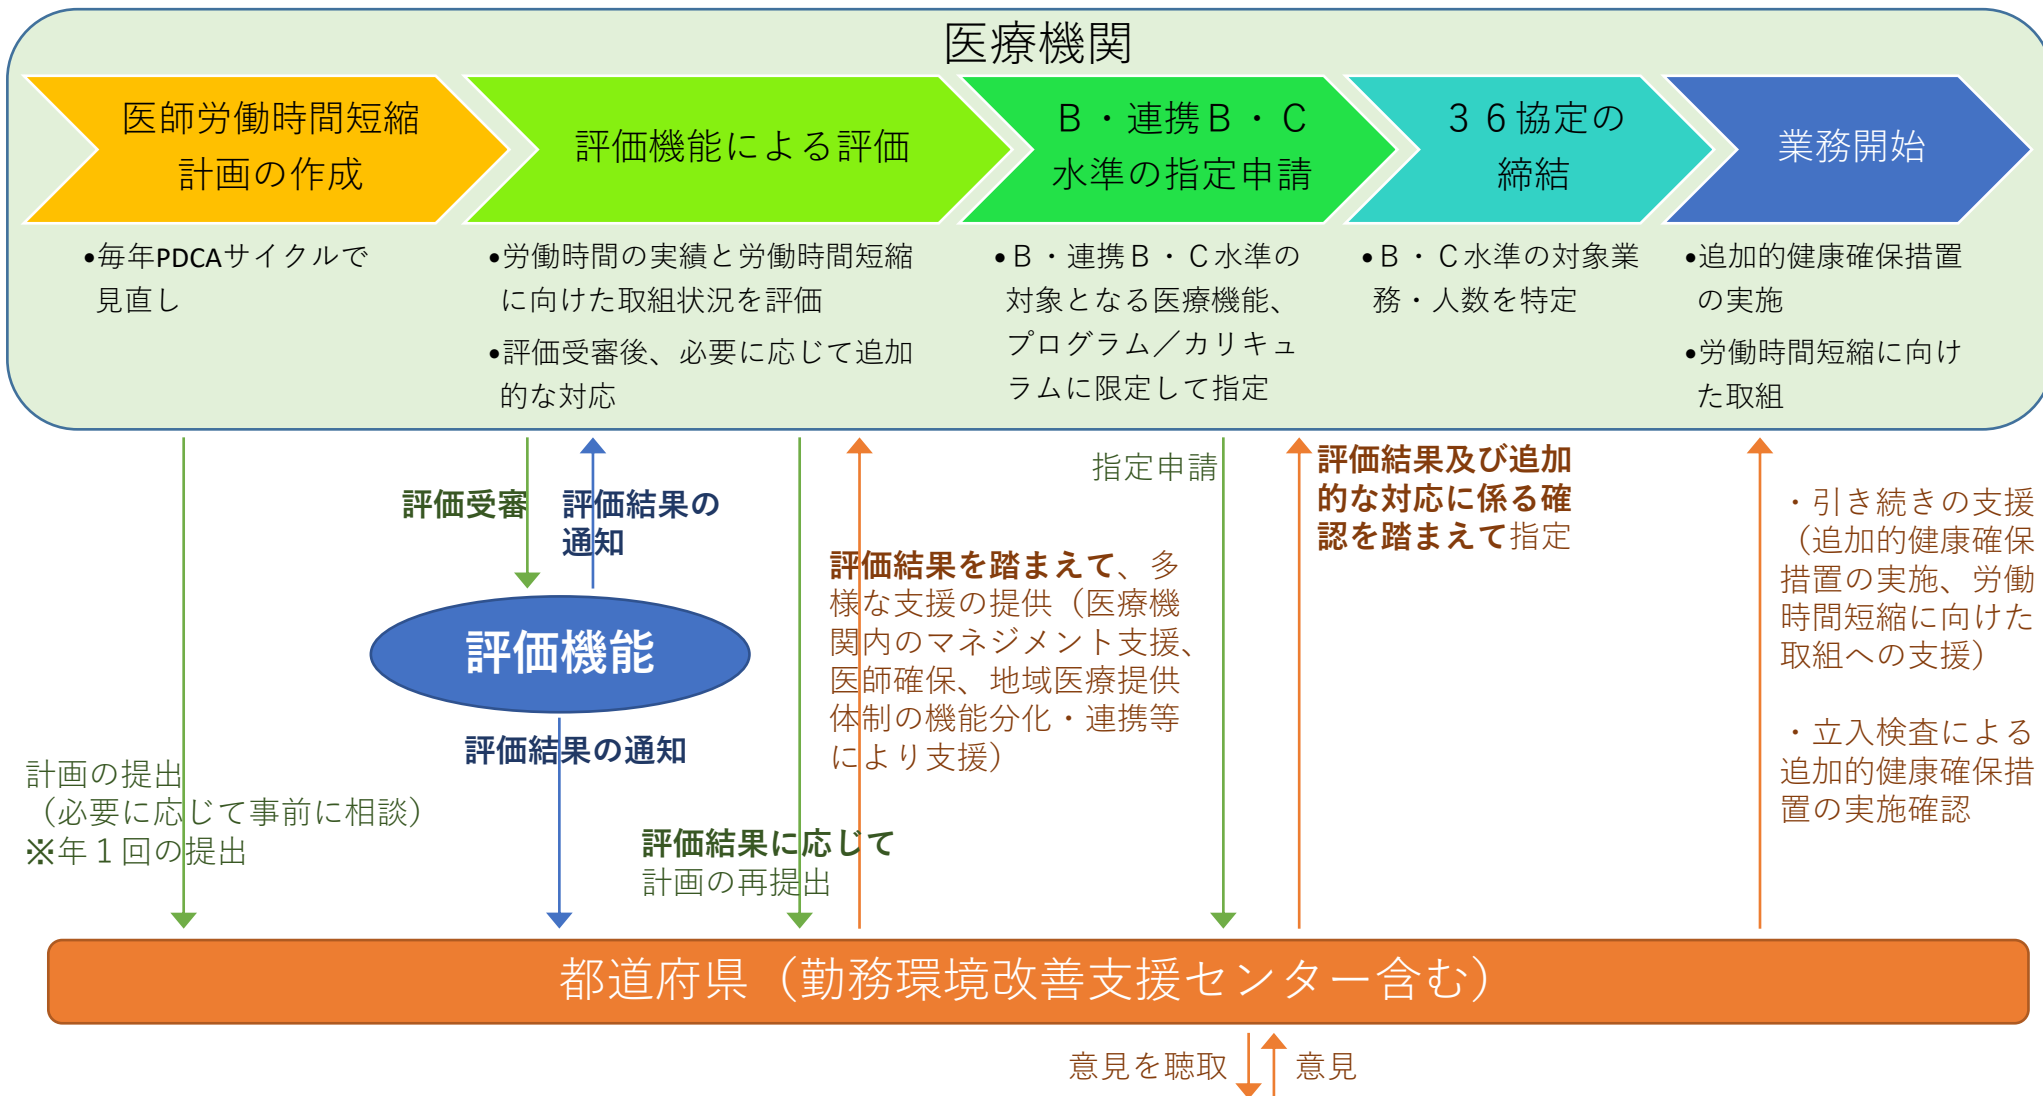 医療機関
医師労働時間短縮
計画の作成
評価機能による評価
Ｂ・連携Ｂ・Ｃ
水準の指定申請
３６協定の
締結
業務開始
•毎年PDCAサイクルで
見直し
•労働時間の実績と労働時間短縮
に向けた取組状況を評価
•評価受審後、必要に応じて追加
的な対応
•Ｂ・連携Ｂ・Ｃ水準の
対象となる医療機能、
プログラム／カリキュ
ラムに限定して指定
•Ｂ・Ｃ水準の対象業
務・人数を特定
•追加的健康確保措置
の実施
•労働時間短縮に向け
た取組
評価受審
評価結果の
通知
評価機能
評価結果の通知
計画の提出
（必要に応じて事前に相談）
※年１回の提出
評価結果に応じて
計画の再提出
評価結果を踏まえて、多
様な支援の提供（医療機
関内のマネジメント支援、
医師確保、地域医療提供
体制の機能分化・連携等
により支援）
指定申請
評価結果及び追加
的な対応に係る確
認を踏まえて指定
・引き続きの支援
（追加的健康確保
措置の実施、労働
時間短縮に向けた
取組への支援）
・立入検査による
追加的健康確保措
置の実施確認
都道府県（勤務環境改善支援センター含む）
意見を聴取
意見